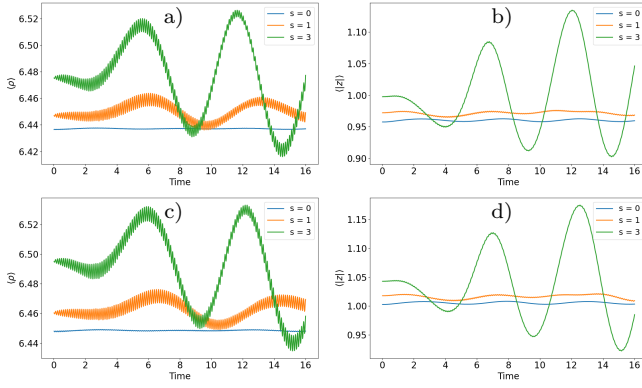 a)
s = 0
s = 1
s = 3
6.52
6.50
6.48
6.46
6.44
6.42
⟨ρ⟩
0 2 4 6 8 10 12 14 16
Time
b)
s = 0
s = 1
s = 3
1.10
1.05
1.00
0.95
0.90
⟨|z|⟩
0 2 4 6 8 10 12 14 16
Time
c)
s = 0
s = 1
s = 3
6.52
6.50
6.48
6.46
6.44
⟨ρ⟩
0 2 4 6 8 10 12 14 16
Time
d)
s = 0
s = 1
s = 3
1.15
1.10
1.05
1.00
0.95
⟨|z|⟩
0 2 4 6 8 10 12 14 16
Time